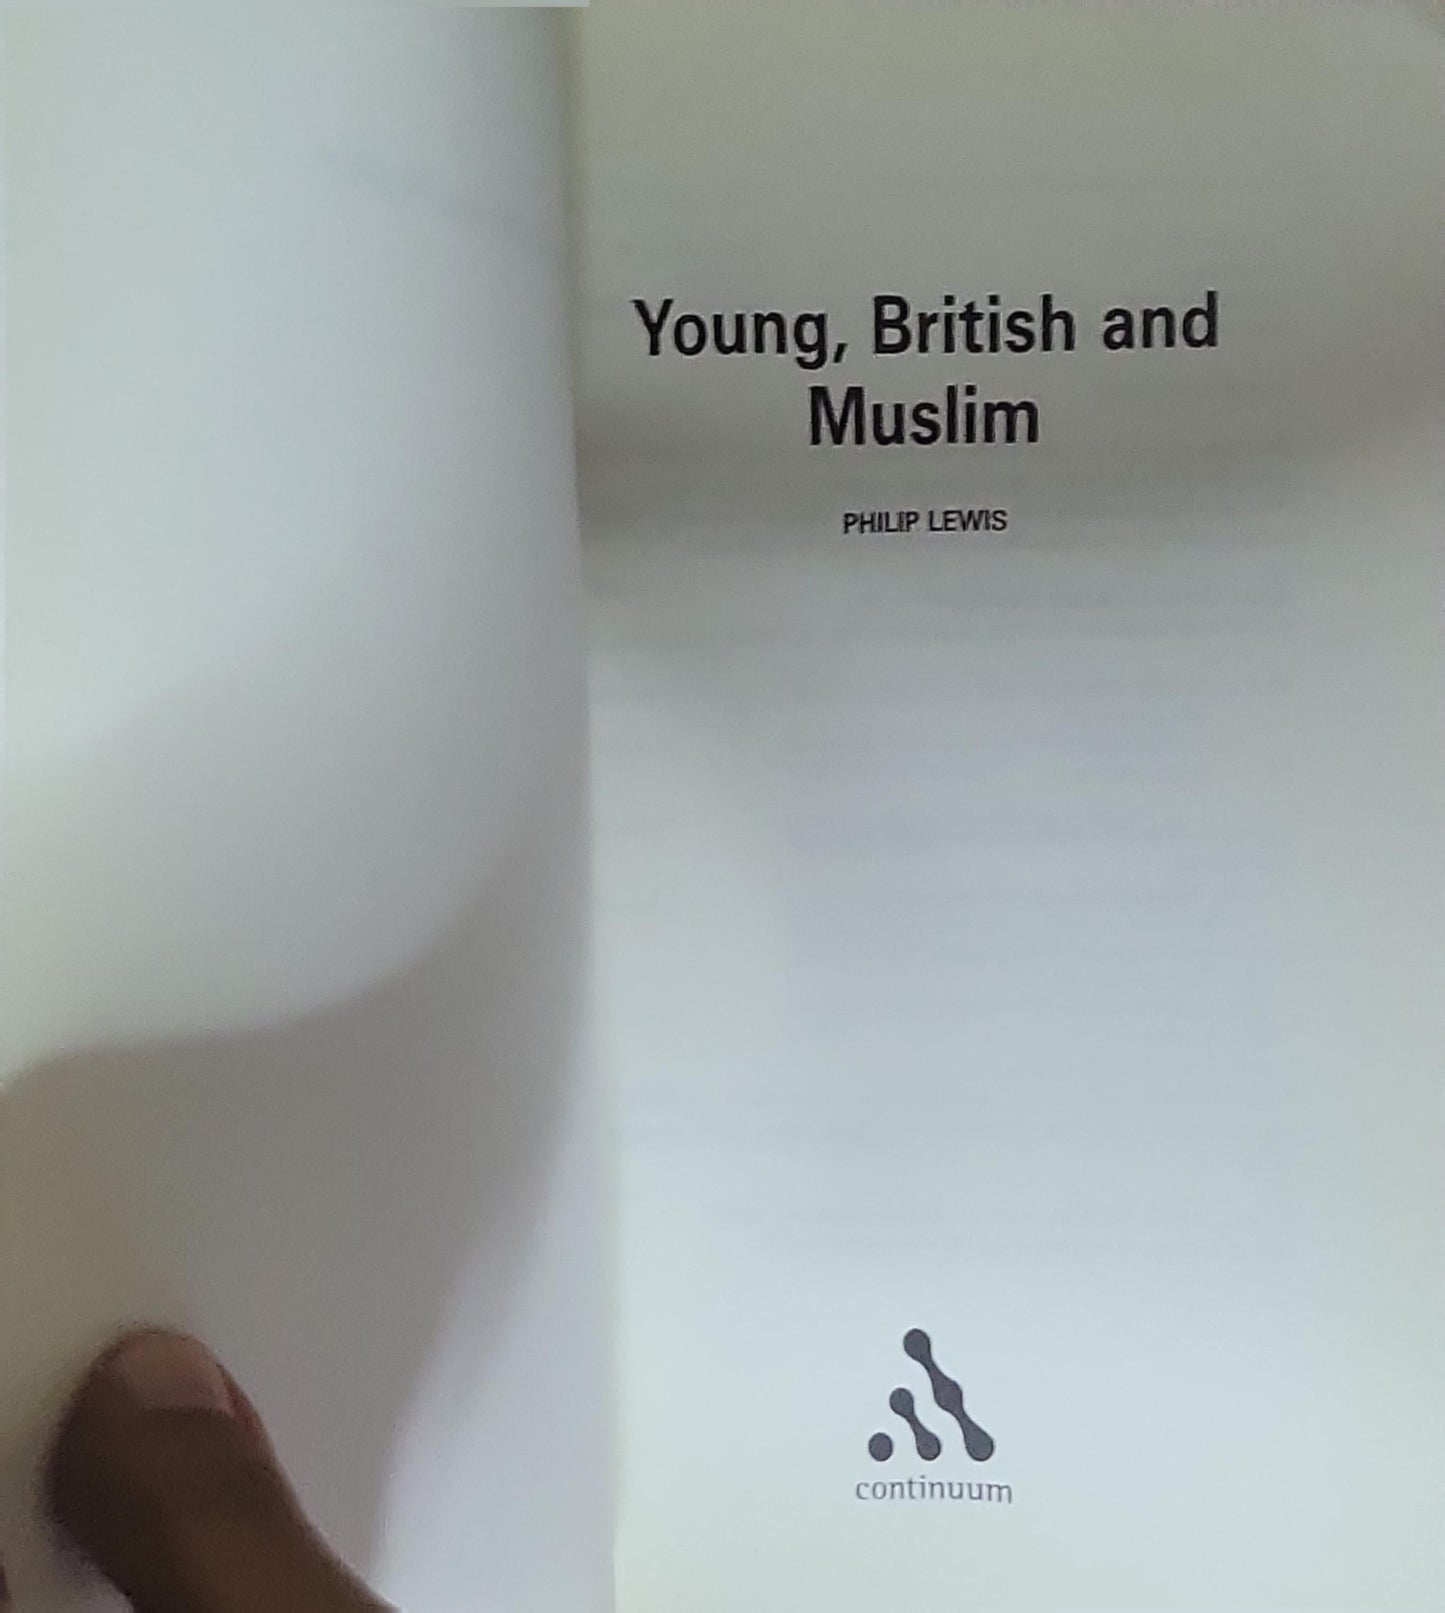 Young, British and
Muslim
PHILIP LEWIS
continuum